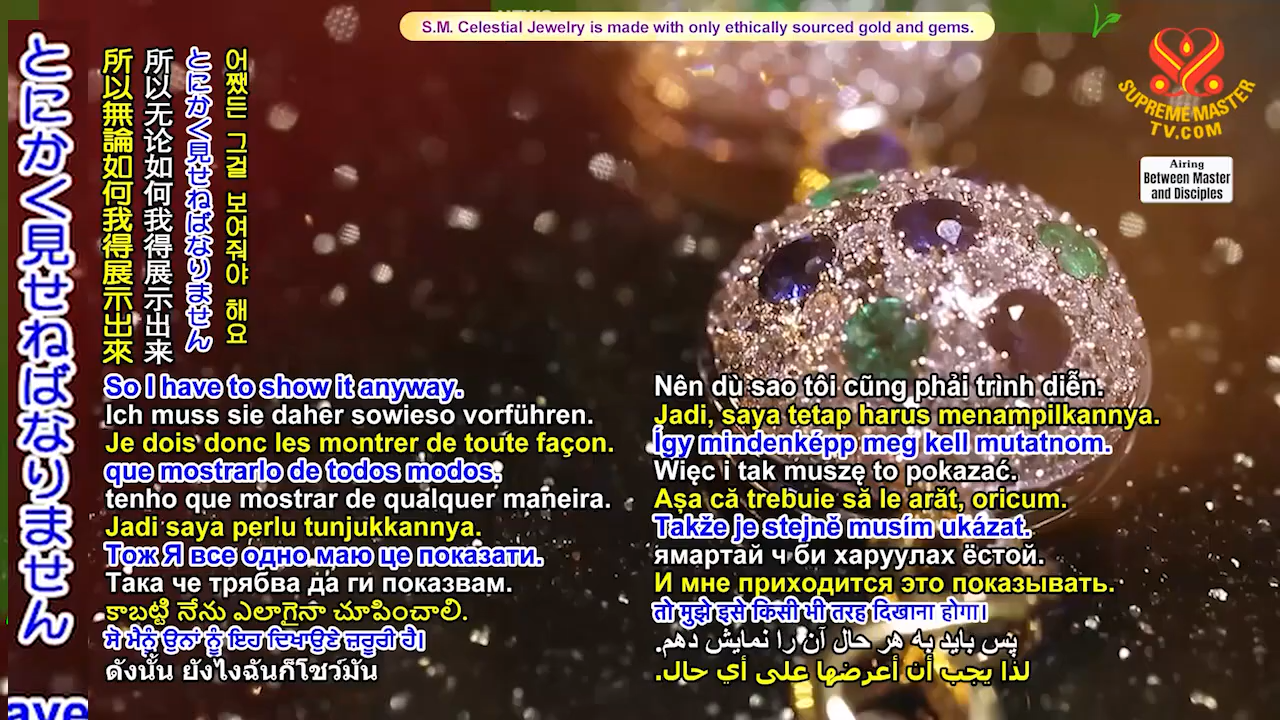 S.M. Celestial Jewelry is made with only ethically sourced gold and gems.
SUPREME MASTER
TV.COM
Airing
Between Master
and Disciples
とにかく見せねばなりません
所以無論如何我得展示出來
所以无论如何我得展示出来
とにかく見せねばなりません
어쨌든 그걸 보여줘야 해요
So I have to show it anyway.
Ich muss sie daher sowieso vorführen.
Je dois donc les montrer de toute façon.
que mostrarlo de todos modos.
tenho que mostrar de qualquer maneira.
Jadi saya perlu tunjukkannya.
Тож Я все одно маю це показати.
Така че трябва да ги показвам.
కాబట్టి నేను ఎలాగైనా చూపించాలి.
ਸੋ ਮੈਨੂੰ ਉਨਾਂ ਨੂੰ ਇਹ ਦਿਖਾਉਣੇ ਜ਼ਰੂਰੀ ਹੈ।
ดังนั้น ยังไงฉันก็โชว์มัน
Nên dù sao tôi cũng phải trình diễn.
Jadi, saya tetap harus menampilkannya.
Így mindenképp meg kell mutatnom.
Więc i tak muszę to pokazać.
Așa că trebuie să le arăt, oricum.
Takže je stejně musím ukázat.
ямартай ч би харуулах ёстой.
И мне приходится это показывать.
तो मुझे इसे किसी भी तरह दिखाना होगा।
پس باید به هر حال آن را نمایش دهم.
لذا يجب أن أعرضها على أي حال.